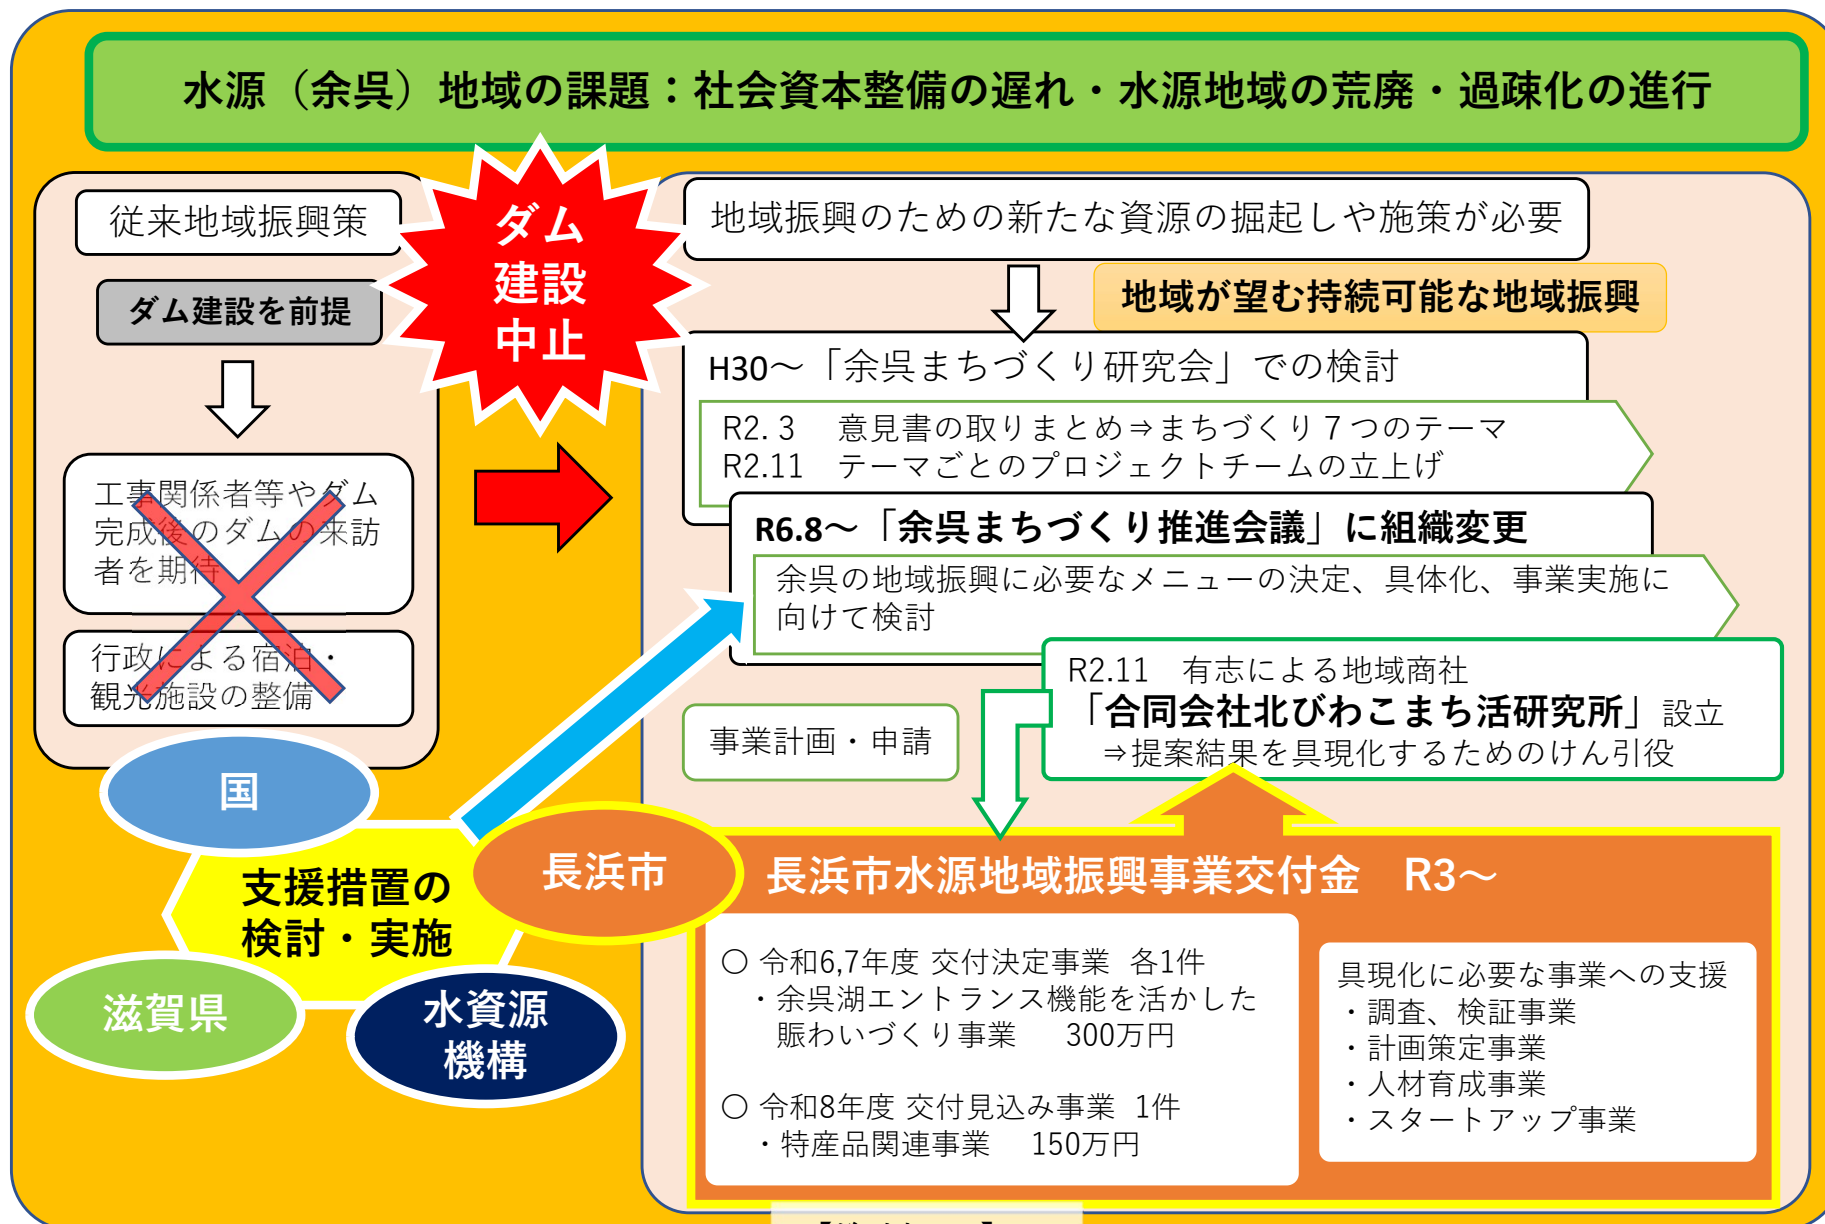 水源（余呉）地域の課題：社会資本整備の遅れ・水源地域の荒廃・過疎化の進行
従来地域振興策
ダム建設を前提
工事関係者等やダム
完成後のダムの来訪
者を期待
行政による宿泊・
観光施設の整備
ダム
建設
中止
地域振興のための新たな資源の掘起しや施策が必要
地域が望む持続可能な地域振興
H30～「余呉まちづくり研究会」での検討
R2. 3　意見書の取りまとめ⇒まちづくり７つのテーマ
R2.11　テーマごとのプロジェクトチームの立上げ
R6.8～「余呉まちづくり推進会議」に組織変更
余呉の地域振興に必要なメニューの決定、具体化、事業実施に
向けて検討
R2.11　有志による地域商社
「合同会社北びわこまち活研究所」設立
⇒提案結果を具現化するためのけん引役
事業計画・申請
国
支援措置の
検討・実施
長浜市
滋賀県
水資源
機構
長浜市水源地域振興事業交付金　R3～
〇 令和6,7年度 交付決定事業 各1件
・余呉湖エントランス機能を活かした
賑わいづくり事業　300万円
〇 令和8年度 交付見込み事業 1件
・特産品関連事業　150万円
具現化に必要な事業への支援
・調査、検証事業
・計画策定事業
・人材育成事業
・スタートアップ事業